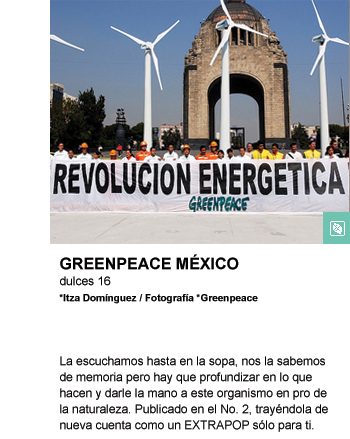 REVOLUCION ENERGETICA
GREENPEACE
GREENPEACE MÉXICO
dulces 16
*Itza Domínguez / Fotografía *Greenpeace
La escuchamos hasta en la sopa, nos la sabemos
de memoria pero hay que profundizar en lo que
hacen y darle la mano a este organismo en pro de
la naturaleza. Publicado en el No. 2, trayéndola de
nueva cuenta como un EXTRAPOP sólo para ti.